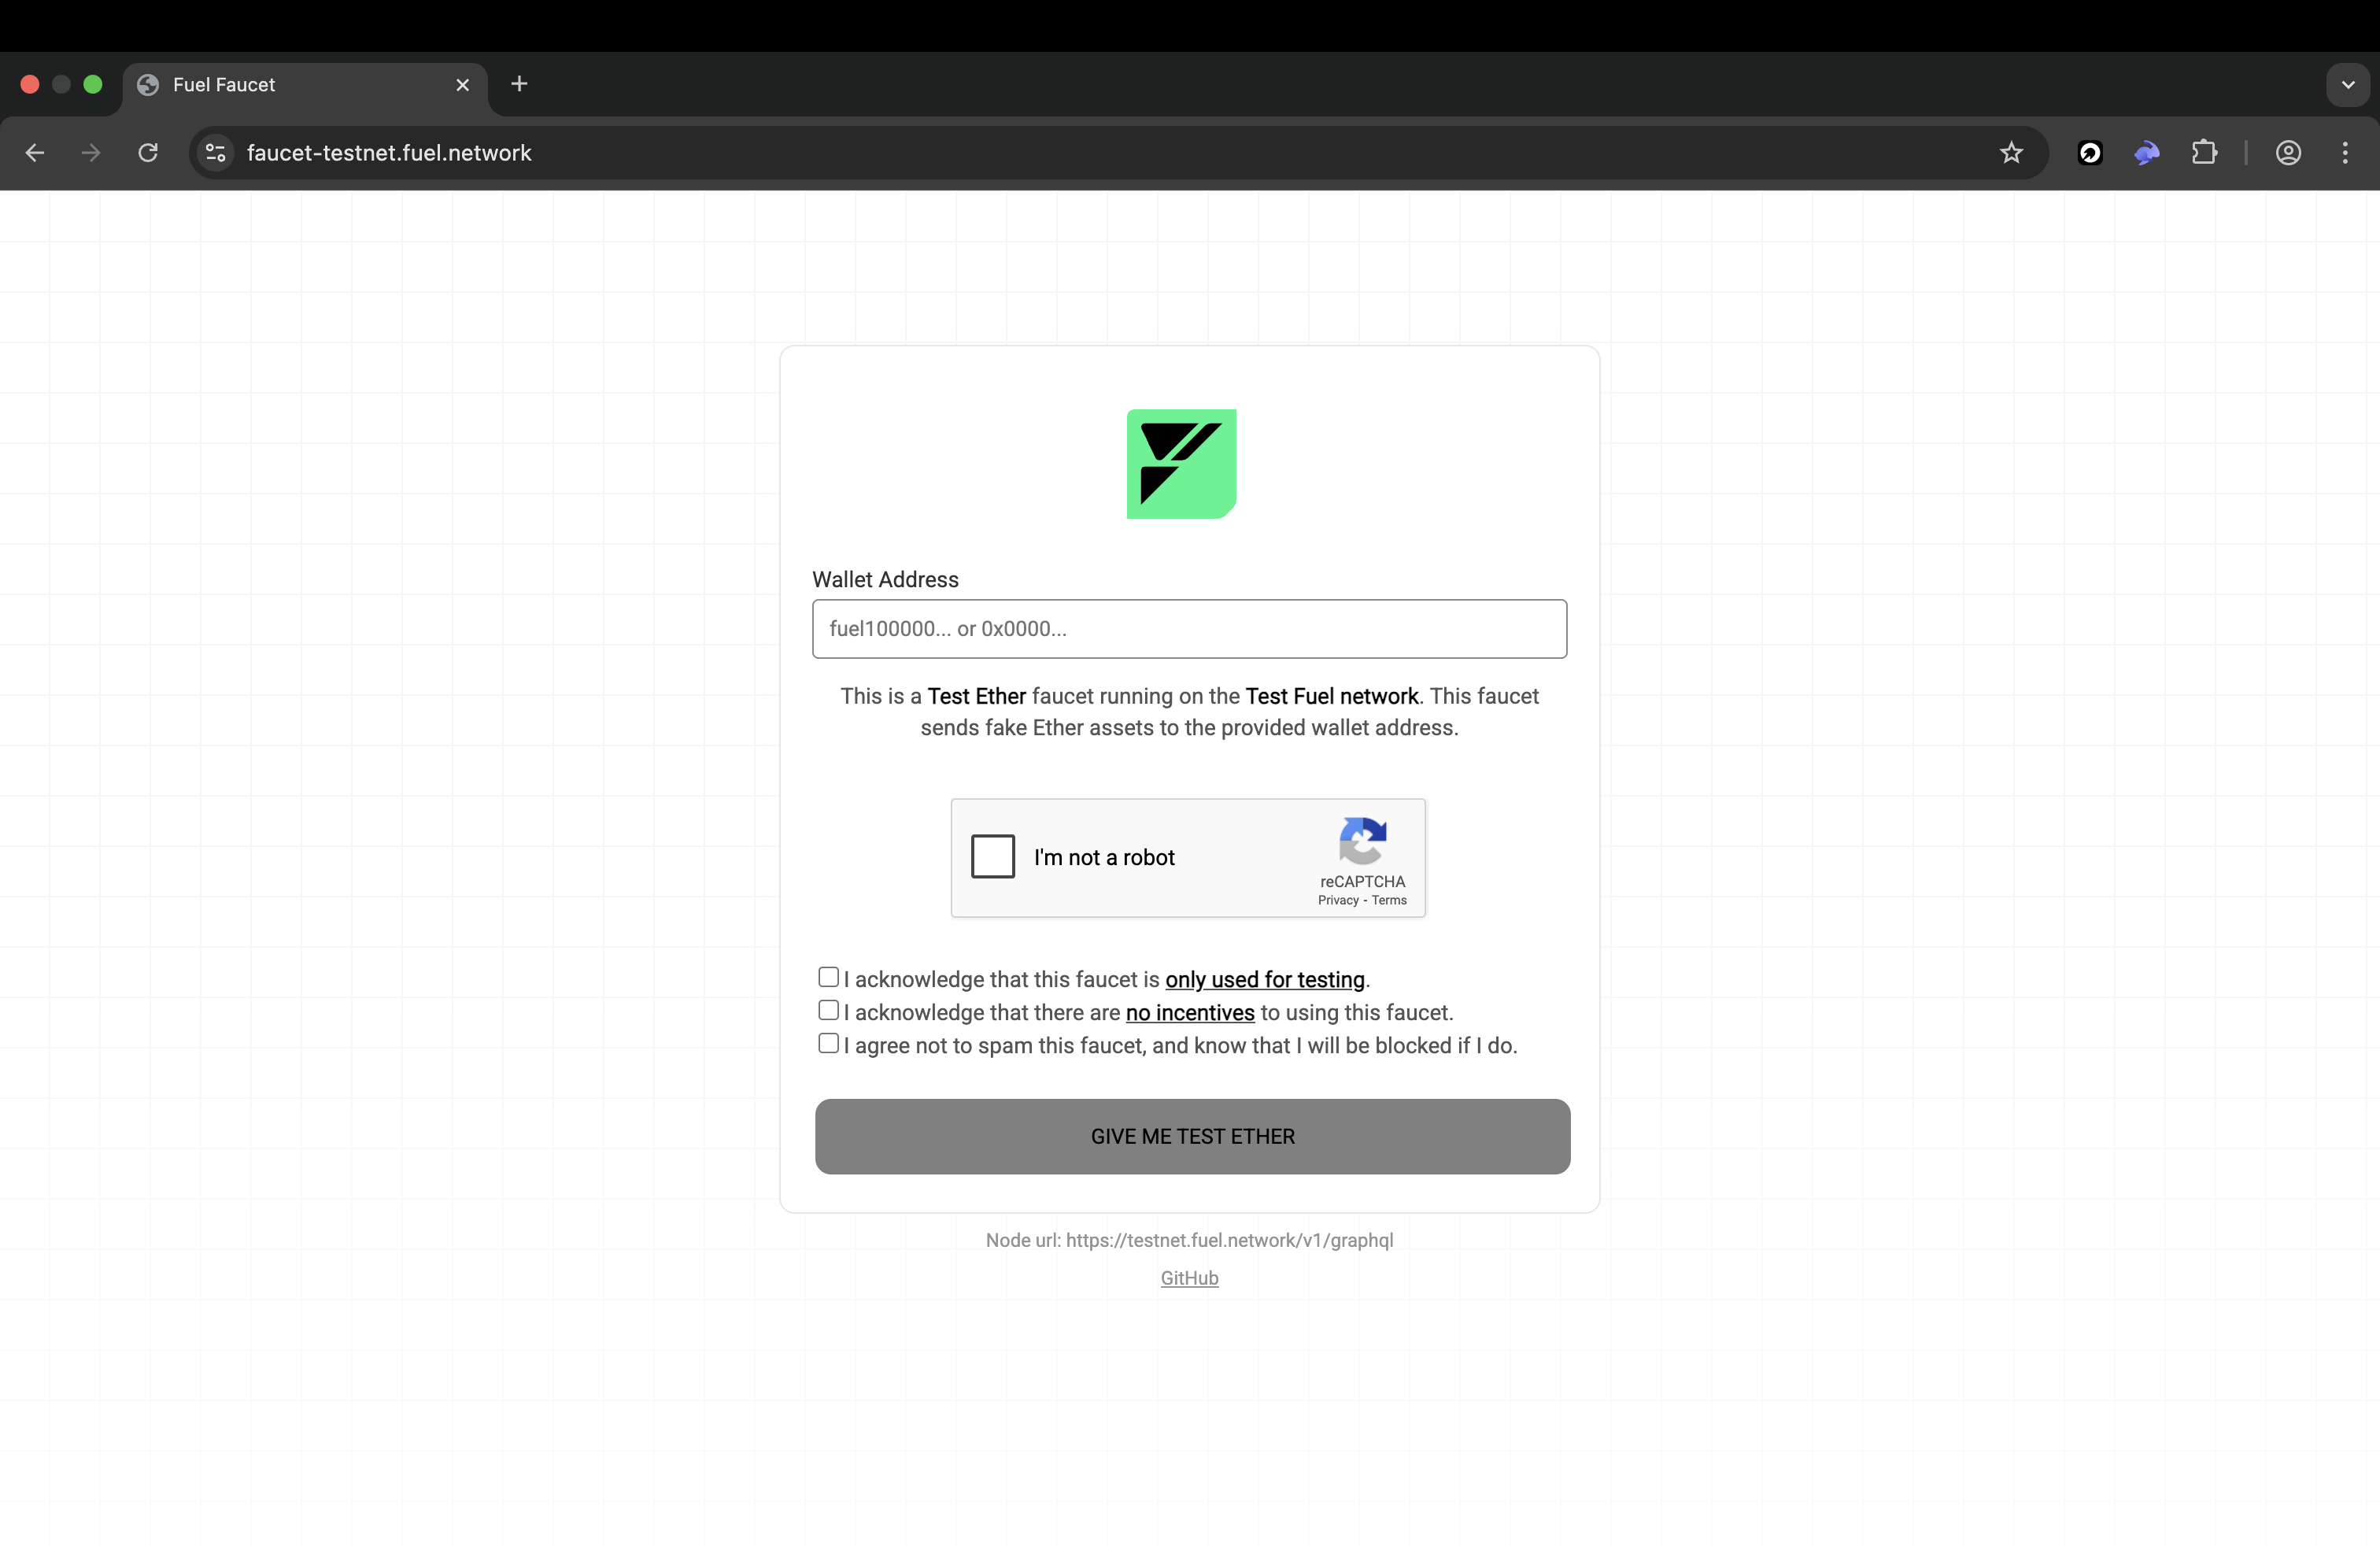 Fuel Faucet
faucet-testnet.fuel.network
Wallet Address
fuel100000... or 0x0000...
This is a Test Ether faucet running on the Test Fuel network. This faucet
sends fake Ether assets to the provided wallet address.
I'm not a robot
reCAPTCHA
Privacy - Terms
I acknowledge that this faucet is only used for testing.
I acknowledge that there are no incentives to using this faucet.
I agree not to spam this faucet, and know that I will be blocked if I do.
GIVE ME TEST ETHER
Node url: https://testnet.fuel.network/v1/graphql
GitHub